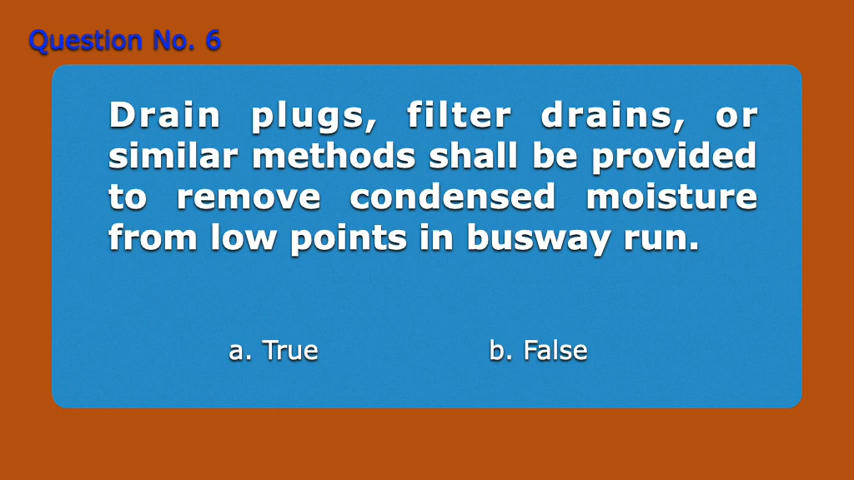 Question No. 6
Drain plugs, filter drains, or
similar methods shall be provided
to remove condensed moisture
from low points in busway run.
a. True b. False